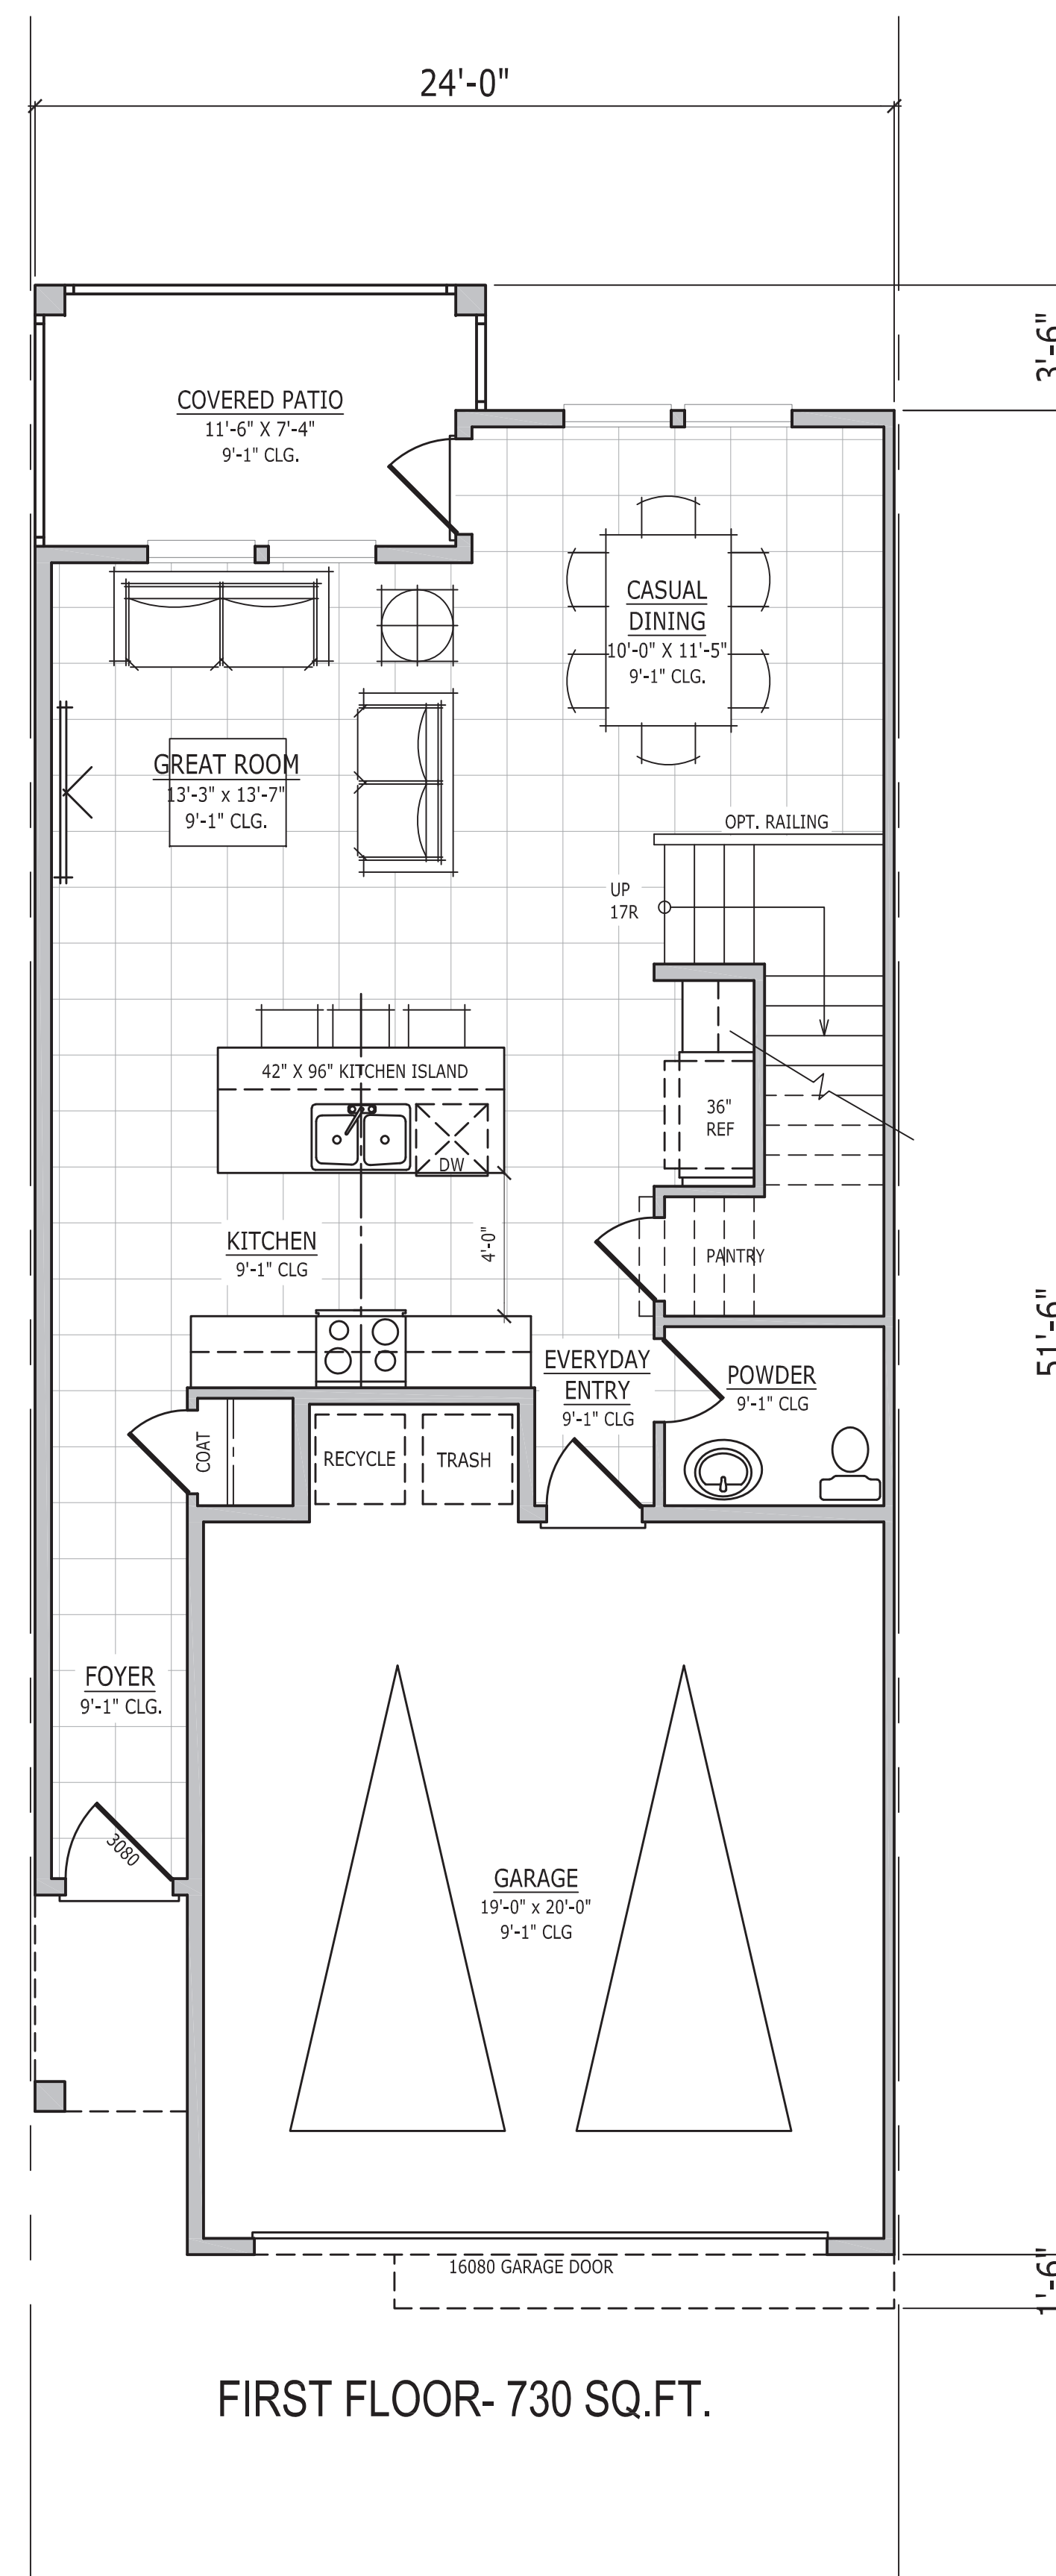 24'-0"
3'-6"
COVERED PATIO
11'-6" X 7'-4"
9'-1" CLG.
CASUAL
DINING
10'-0" X 11'-5"
9'-1" CLG.
GREAT ROOM
13'-3" x 13'-7"
9'-1" CLG.
OPT. RAILING
UP
17R
42" X 96" KITCHEN ISLAND
36"
REF
DW
KITCHEN
9'-1" CLG
4'-0"
PANTRY
51'-6"
EVERYDAY
ENTRY
9'-1" CLG
POWDER
9'-1" CLG
COAT
RECYCLE
TRASH
FOYER
9'-1" CLG.
3080
GARAGE
19'-0" x 20'-0"
9'-1" CLG
16080 GARAGE DOOR
1'-6"
FIRST FLOOR- 730 SQ.FT.